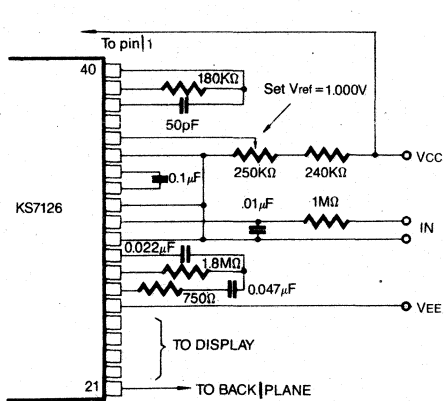 To pin 1
40
180KΩ
Set Vref = 1.000V
50pF
VCC
250KΩ
240KΩ
0.1μF
KS7126
.01μF
1MΩ
IN
0.022μF
1.8MΩ
0.047μF
750Ω
VEE
TO DISPLAY
21
TO BACK PLANE